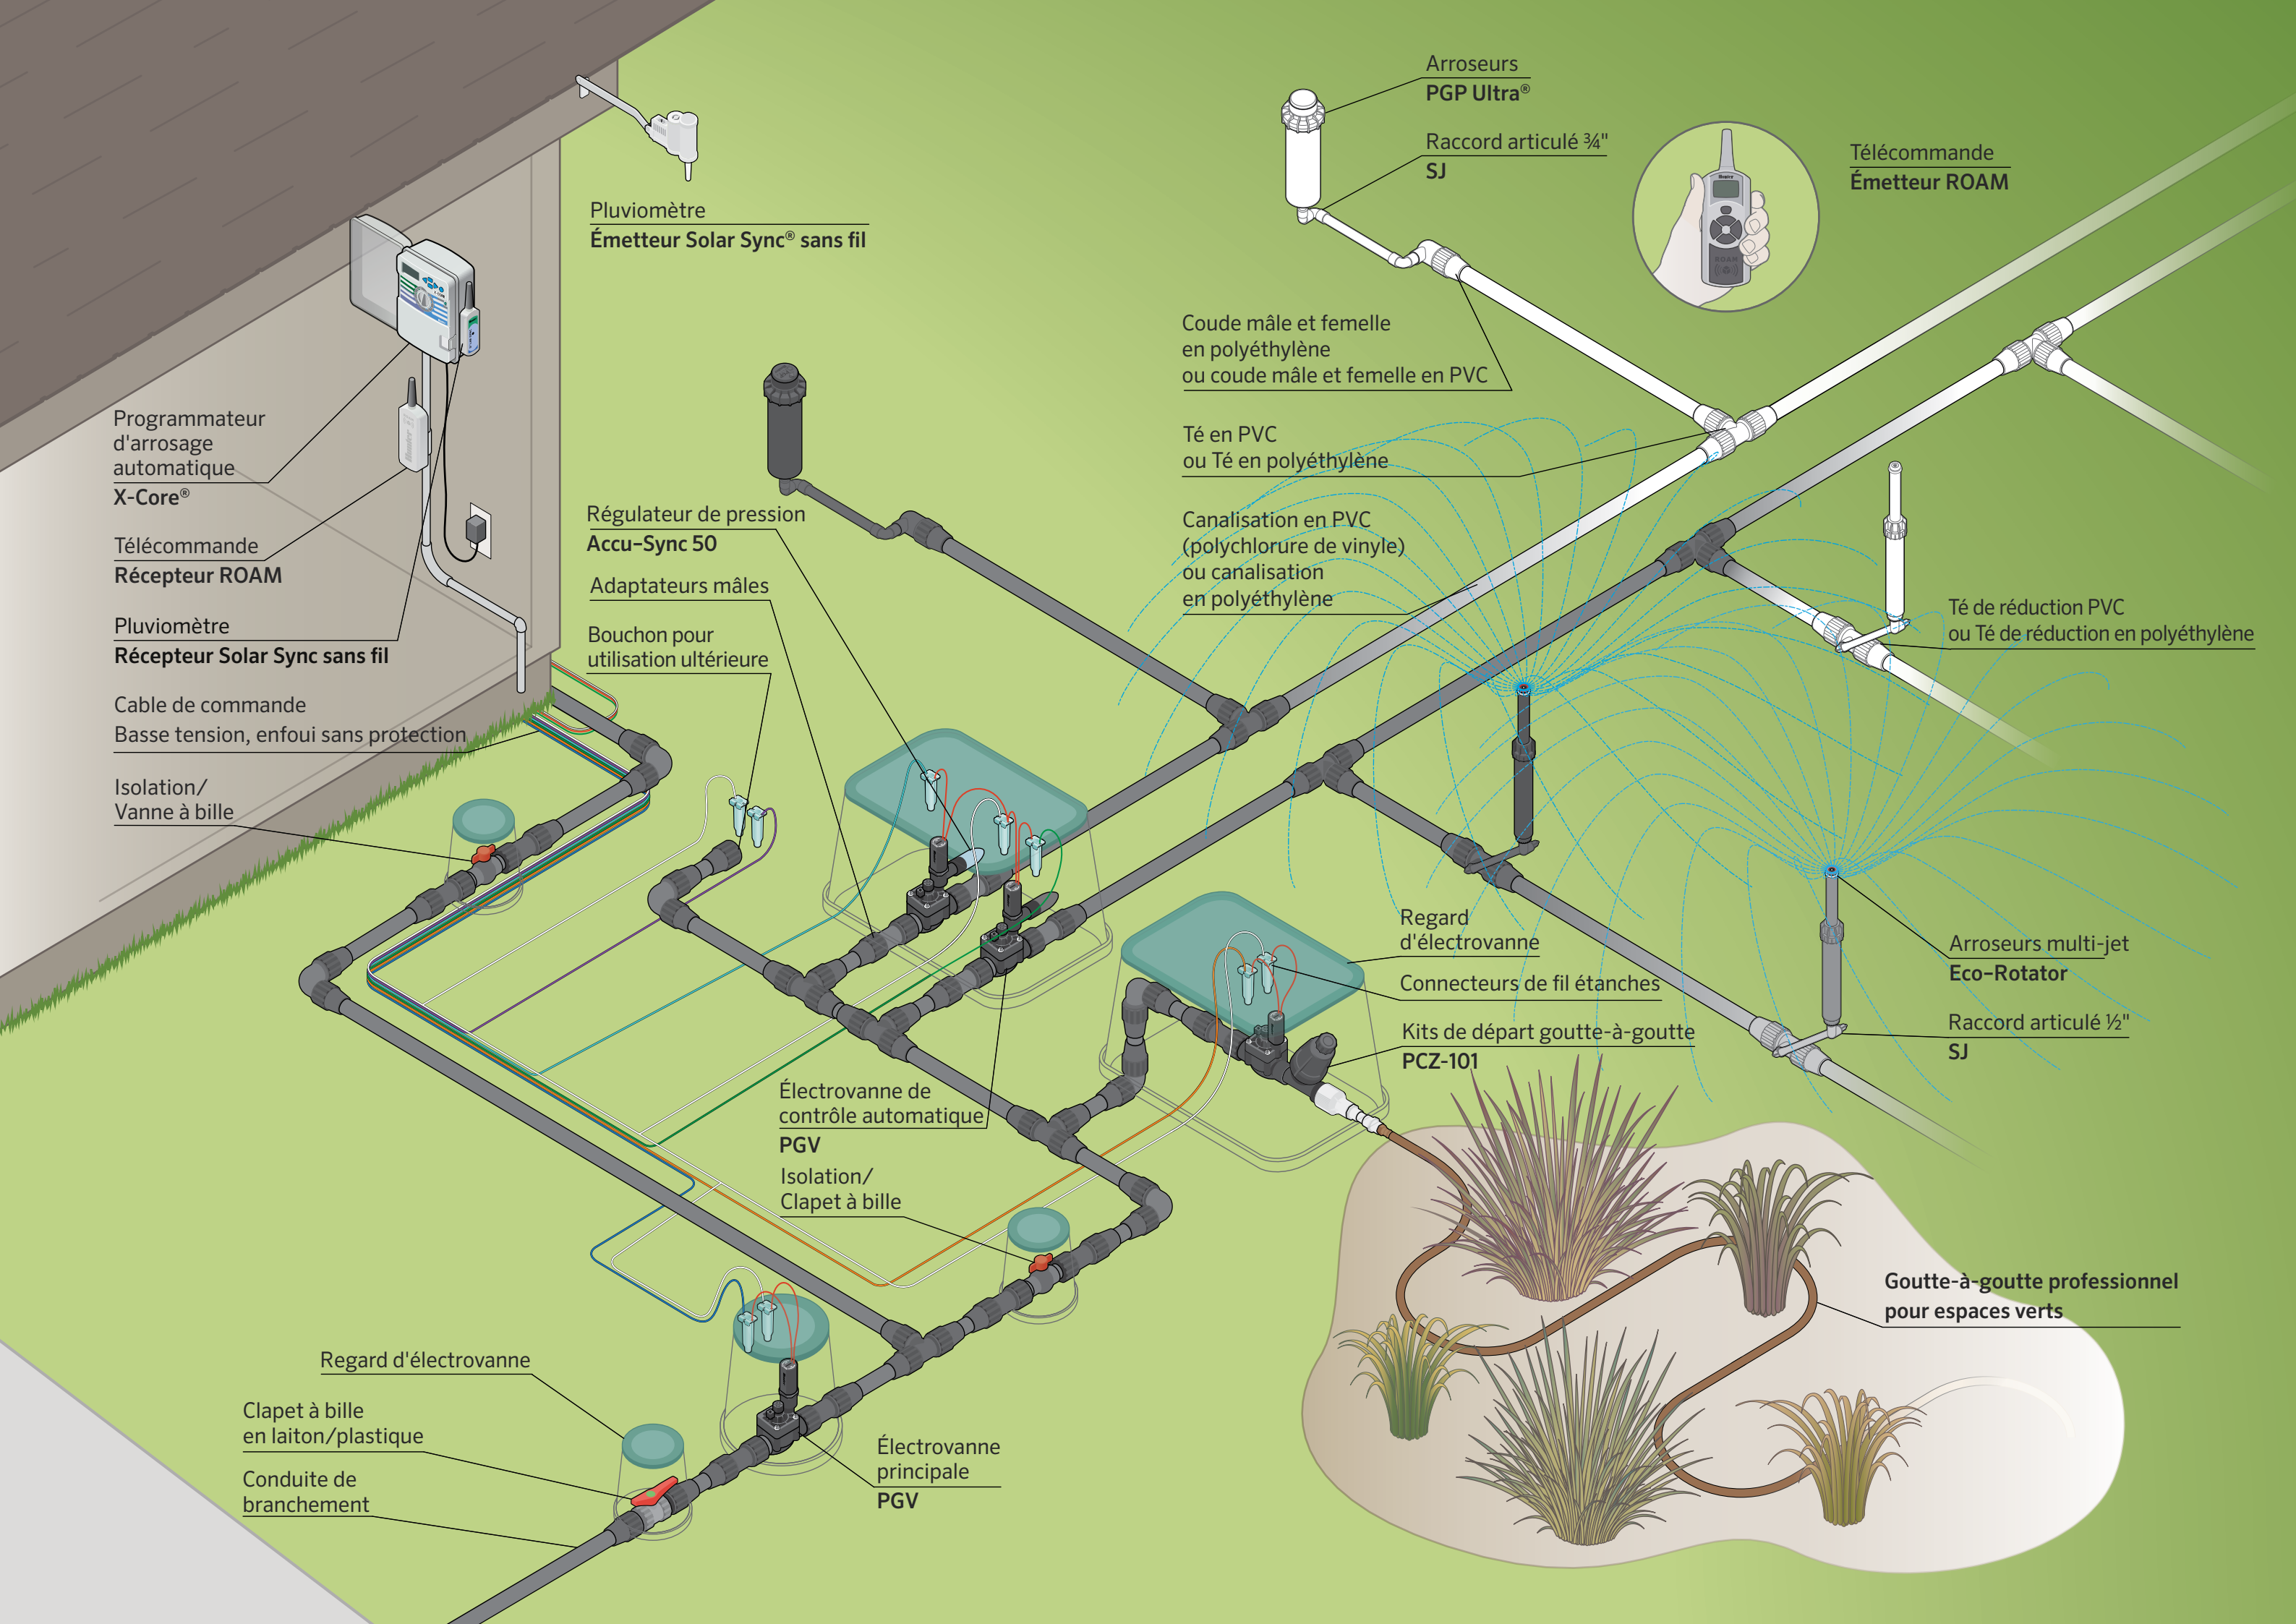 Arroseurs
PGP Ultra®
Raccord articulé ¾"
SJ
Télécommande
Émetteur ROAM
Pluviomètre
Émetteur Solar Sync® sans fil
Coude mâle et femelle
en polyéthylène
ou coude mâle et femelle en PVC
Té en PVC
ou Té en polyéthylène
Canalisation en PVC
(polychlorure de vinyle)
ou canalisation
en polyéthylène
Programmateur
d'arrosage
automatique
X-Core®
Télécommande
Récepteur ROAM
Pluviomètre
Récepteur Solar Sync sans fil
Cable de commande
Basse tension, enfoui sans protection
Isolation/
Vanne à bille
Régulateur de pression
Accu-Sync 50
Adaptateurs mâles
Bouchon pour
utilisation ultérieure
Té de réduction PVC
ou Té de réduction en polyéthylène
Regard
d'électrovanne
Connecteurs de fil étanches
Kits de départ goutte-à-goutte
PCZ-101
Arroseurs multi-jet
Eco-Rotator
Raccord articulé ½"
SJ
Électrovanne de
contrôle automatique
PGV
Isolation/
Clapet à bille
Goutte-à-goutte professionnel
pour espaces verts
Regard d'électrovanne
Clapet à bille
en laiton/plastique
Conduite de
branchement
Électrovanne
principale
PGV
Hunter
ROAM